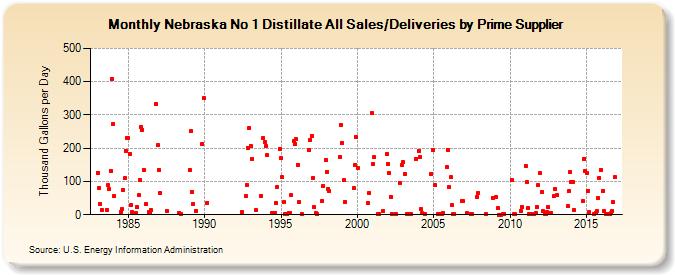 Monthly Nebraska No 1 Distillate All Sales/Deliveries by Prime Supplier
Thousand Gallons per Day
500
400
300
200
100
0
1985 1990 1995 2000 2005 2010 2015
Source: U.S. Energy Information Administration